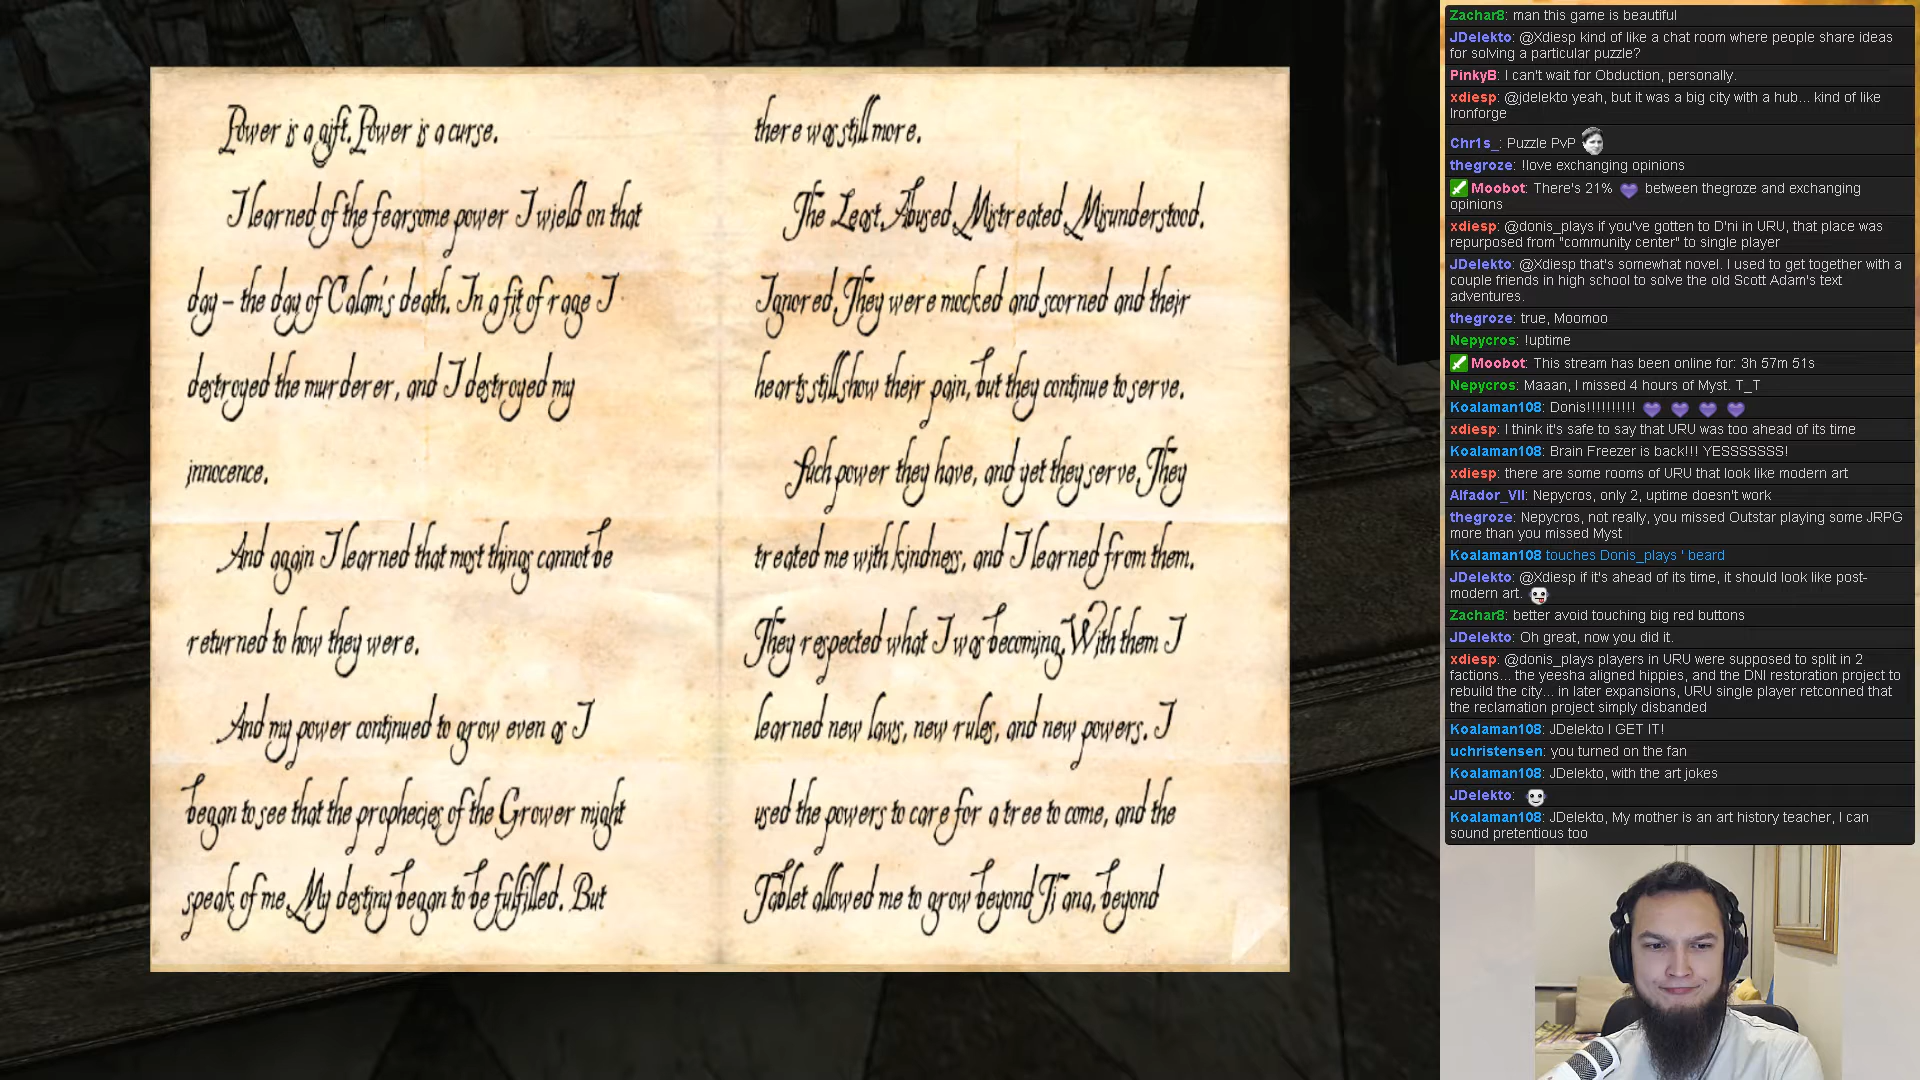 Power is a gift. Power is a curse.
I learned of the fearsome power I wield on that
day – the day of Calam's death. In a fit of rage I
destroyed the murderer, and I destroyed my
innocence.
And again I learned that most things cannot be
returned to how they were.
And my power continued to grow even as I
began to see that the prophecies of the Grower might
speak of me. My destiny began to be fulfilled. But
there was still more.
The Least. Abused. Mistreated. Misunderstood.
Ignored. They were mocked and scorned and their
hearts still show their pain, but they continue to serve.
Such power they have, and yet they serve. They
treated me with kindness, and I learned from them.
They respected what I was becoming. With them I
learned new laws, new rules, and new powers. I
used the powers to care for a tree to come, and the
Tablet allowed me to grow beyond Ti'ana, beyond
Zachar8: man this game is beautiful
JDelekto: @Xdiesp kind of like a chat room where people share ideas
for solving a particular puzzle?
PinkyB: I can't wait for Obduction, personally.
xdiesp: @jdelekto yeah, but it was a big city with a hub... kind of like
Ironforge
Chr1s_: Puzzle PvP
thegroze: !love exchanging opinions
Moobot: There's 21% between thegroze and exchanging
opinions
xdiesp: @donis_plays if you've gotten to D'ni in URU, that place was
repurposed from "community center" to single player
JDelekto: @Xdiesp that's somewhat novel. I used to get together with a
couple friends in high school to solve the old Scott Adam's text
adventures.
thegroze: true, Moomoo
Nepycros: !uptime
Moobot: This stream has been online for: 3h 57m 51s
Nepycros: Maaan, I missed 4 hours of Myst. T_T
Koalaman108: Donis!!!!!!!!!!
xdiesp: I think it's safe to say that URU was too ahead of its time
Koalaman108: Brain Freezer is back!!! YESSSSSSS!
xdiesp: there are some rooms of URU that look like modern art
Alfador_VII: Nepycros, only 2, uptime doesn't work
thegroze: Nepycros, not really, you missed Outstar playing some JRPG
more than you missed Myst
Koalaman108 touches Donis_plays ' beard
JDelekto: @Xdiesp if it's ahead of its time, it should look like post-
modern art.
Zachar8: better avoid touching big red buttons
JDelekto: Oh great, now you did it.
xdiesp: @donis_plays players in URU were supposed to split in 2
factions... the yeesha aligned hippies, and the DNI restoration project to
rebuild the city... in later expansions, URU single player retconned that
the reclamation project simply disbanded
Koalaman108: JDelekto I GET IT!
uchristensen: you turned on the fan
Koalaman108: JDelekto, with the art jokes
JDelekto:
Koalaman108: JDelekto, My mother is an art history teacher, I can
sound pretentious too